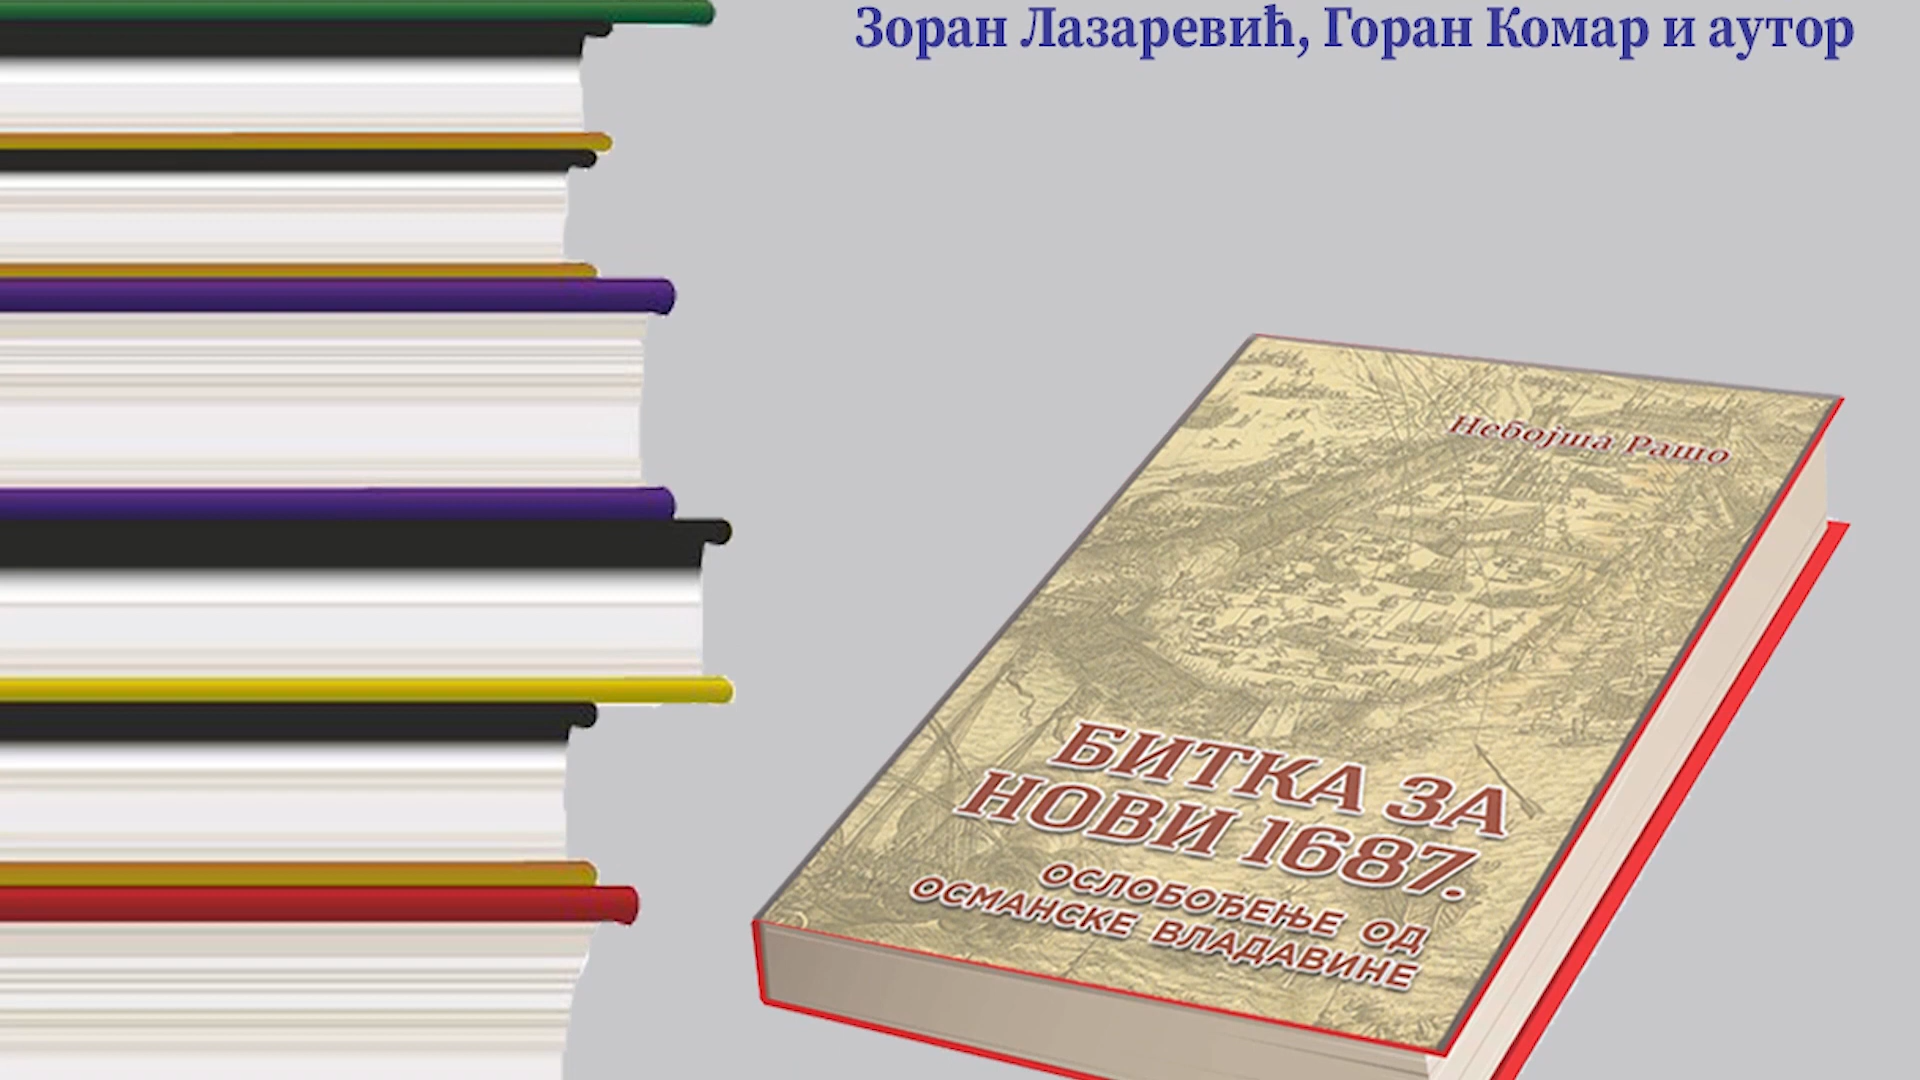 Зоран Лазаревић, Горан Комар и аутор
Небојша Рашо
БИТКА ЗА
НОВИ 1687.
ОСЛОБОЂЕЊЕ ОД
ОСМАНСКЕ ВЛАДАВИНЕ